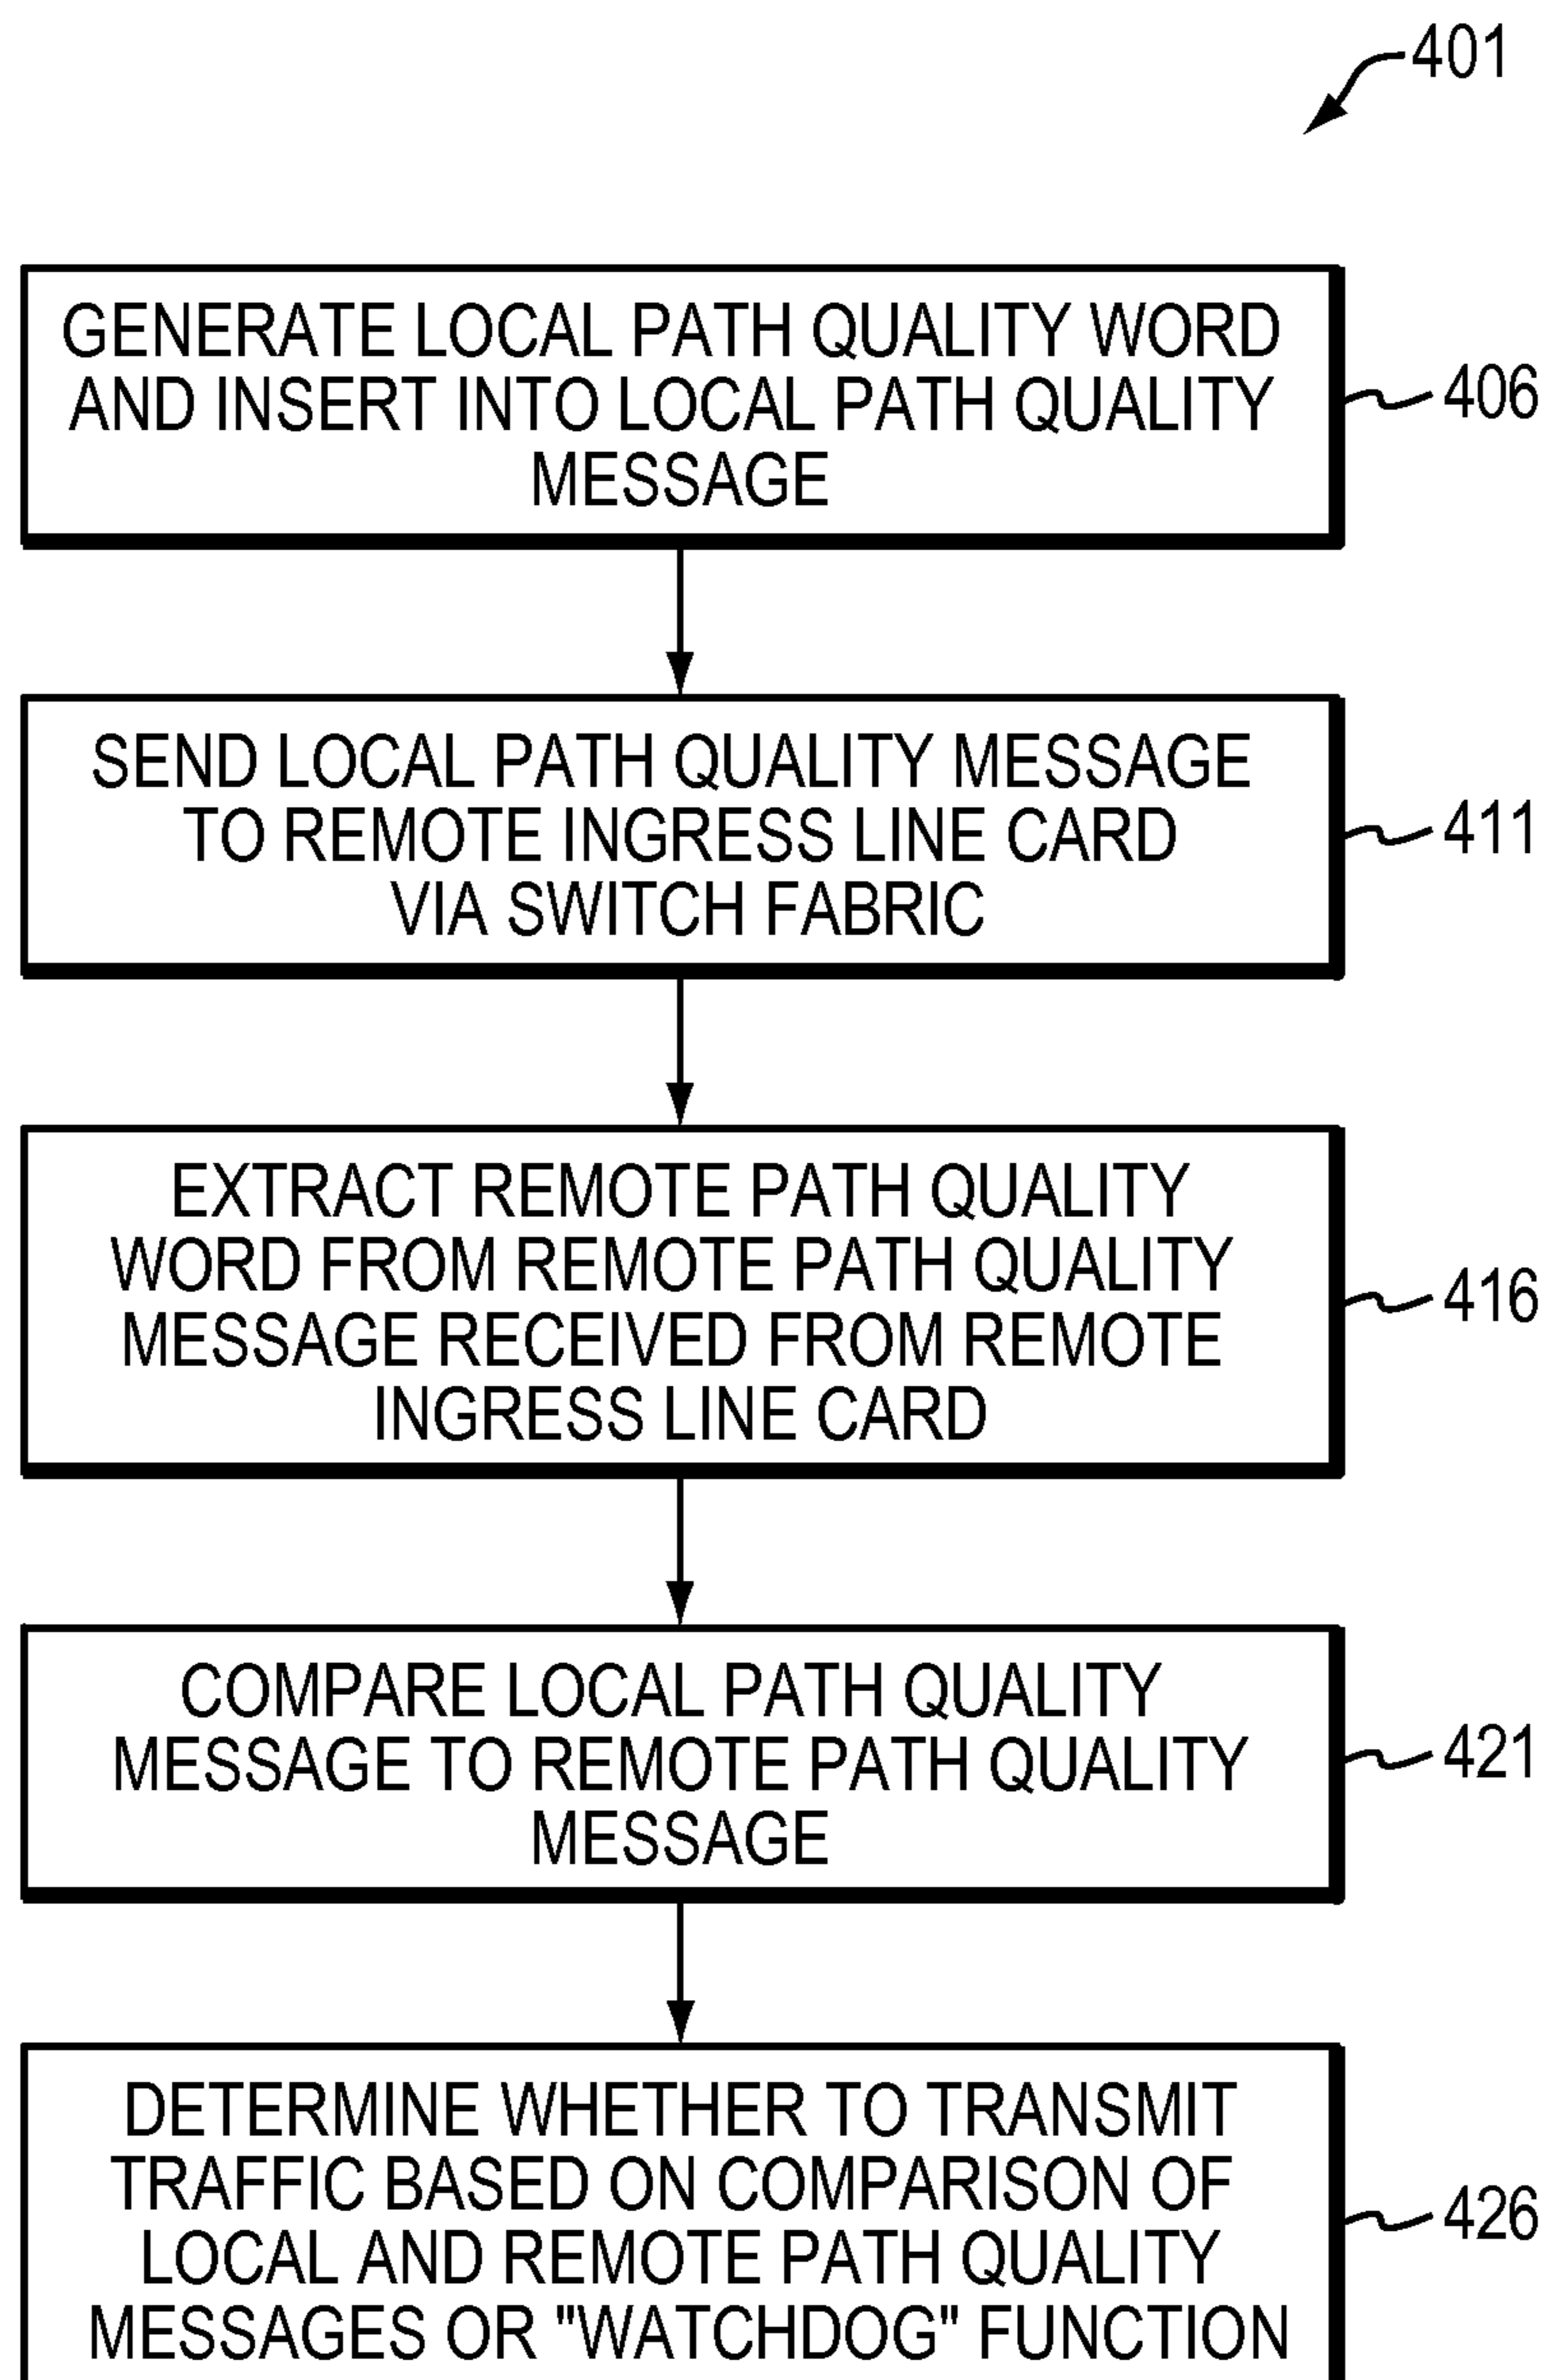 401
GENERATE LOCAL PATH QUALITY WORD
AND INSERT INTO LOCAL PATH QUALITY
MESSAGE
406
SEND LOCAL PATH QUALITY MESSAGE
TO REMOTE INGRESS LINE CARD
VIA SWITCH FABRIC
411
EXTRACT REMOTE PATH QUALITY
WORD FROM REMOTE PATH QUALITY
MESSAGE RECEIVED FROM REMOTE
INGRESS LINE CARD
416
COMPARE LOCAL PATH QUALITY
MESSAGE TO REMOTE PATH QUALITY
MESSAGE
421
DETERMINE WHETHER TO TRANSMIT
TRAFFIC BASED ON COMPARISON OF
LOCAL AND REMOTE PATH QUALITY
MESSAGES OR "WATCHDOG" FUNCTION
426